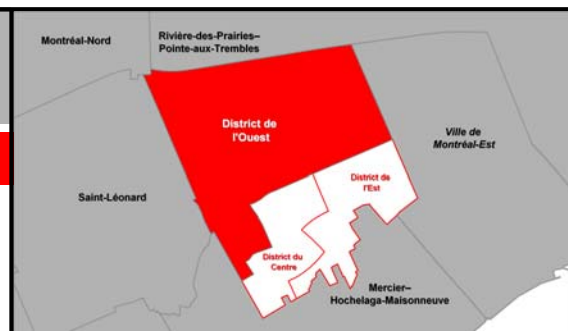 Montréal-Nord
Rivière-des-Prairies–
Pointe-aux-Trembles
District de
l'Ouest
Ville de
Montréal-Est
District de
l'Est
Saint-Léonard
District du
Centre
Mercier–
Hochelaga-Maisonneuve